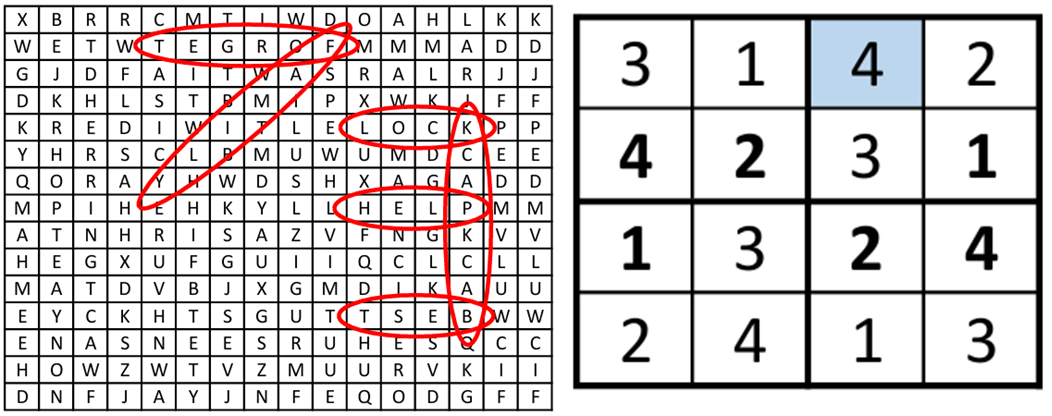 X B R R C M T I W D O A H L K K
W E T W T E G R O F M M M A D D
G J D F A I T W A S R A L R J J
D K H L S T B M I P X W K J F F
K R E D I W I T L E L O C K P P
Y H R S C L B M U W U M D C E E
Q O R A Y H W D S H X A G A D D
M P I H E H K Y L L H E L P M M
A T N H R I S A Z V F N G K V V
H E G X U F G U I I Q C L C L L
M A T D V B J X G M D I K A U U
E Y C K H T S G U T T S E B W W
E N A S N E E S R U H E S Q C C
H O W Z W T V Z M U U R V K I I
D N F J A Y J N F E Q O D G F F
3 1 4 2
4 2 3 1
1 3 2 4
2 4 1 3